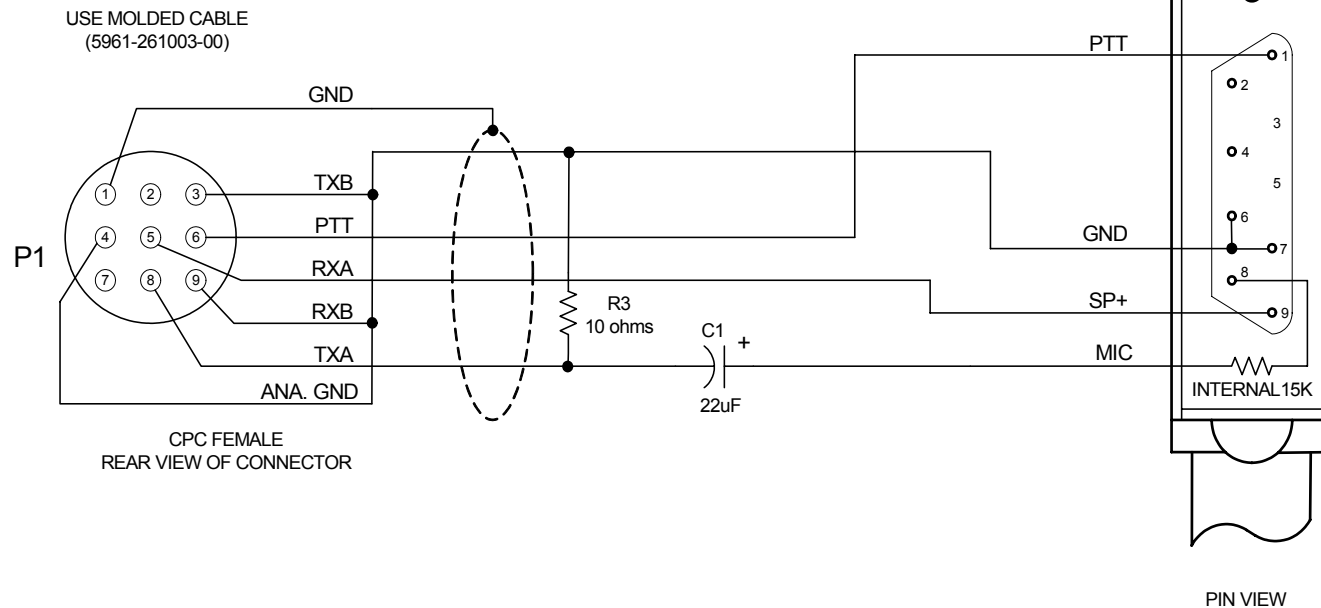 USE MOLDED CABLE
(5961-261003-00)
PTT
1
2
3
4
5
6
7
8
9
GND
TXB
PTT
RXA
RXB
TXA
ANA. GND
P1
1 2 3
4 5 6
7 8 9
R3
10 ohms
C1
+
22uF
GND
SP+
MIC
INTERNAL 15K
CPC FEMALE
REAR VIEW OF CONNECTOR
PIN VIEW